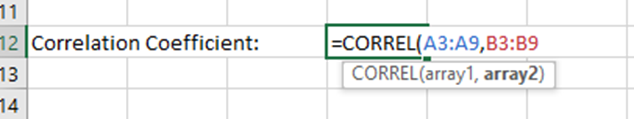 11
12 Correlation Coefficient: =CORREL(A3:A9,B3:B9
CORREL(array1, array2)
13
14